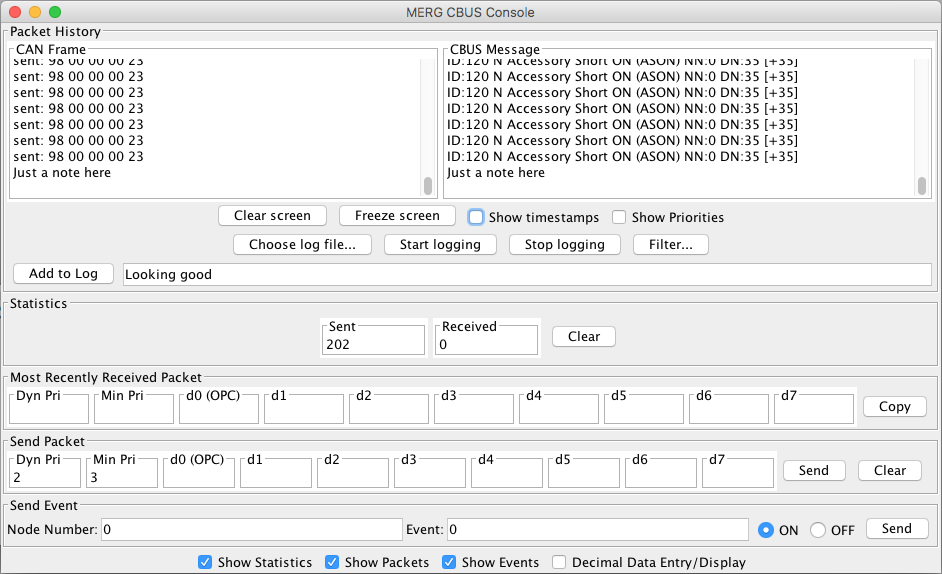 MERG CBUS Console
Packet History
CAN Frame
sent: 98 00 00 00 23
sent: 98 00 00 00 23
sent: 98 00 00 00 23
sent: 98 00 00 00 23
sent: 98 00 00 00 23
sent: 98 00 00 00 23
sent: 98 00 00 00 23
Just a note here
CBUS Message
ID:120 N Accessory Short ON (ASON) NN:0 DN:35 [+35]
ID:120 N Accessory Short ON (ASON) NN:0 DN:35 [+35]
ID:120 N Accessory Short ON (ASON) NN:0 DN:35 [+35]
ID:120 N Accessory Short ON (ASON) NN:0 DN:35 [+35]
ID:120 N Accessory Short ON (ASON) NN:0 DN:35 [+35]
ID:120 N Accessory Short ON (ASON) NN:0 DN:35 [+35]
ID:120 N Accessory Short ON (ASON) NN:0 DN:35 [+35]
Just a note here
Clear screen Freeze screen Show timestamps Show Priorities
Choose log file... Start logging Stop logging Filter...
Add to Log Looking good
Statistics
Sent Received
202 0 Clear
Most Recently Received Packet
Dyn Pri Min Pri d0 (OPC) d1 d2 d3 d4 d5 d6 d7
Copy
Send Packet
Dyn Pri Min Pri d0 (OPC) d1 d2 d3 d4 d5 d6 d7
2 3 Send Clear
Send Event
Node Number: 0 Event: 0 ON OFF Send
Show Statistics Show Packets Show Events Decimal Data Entry/Display